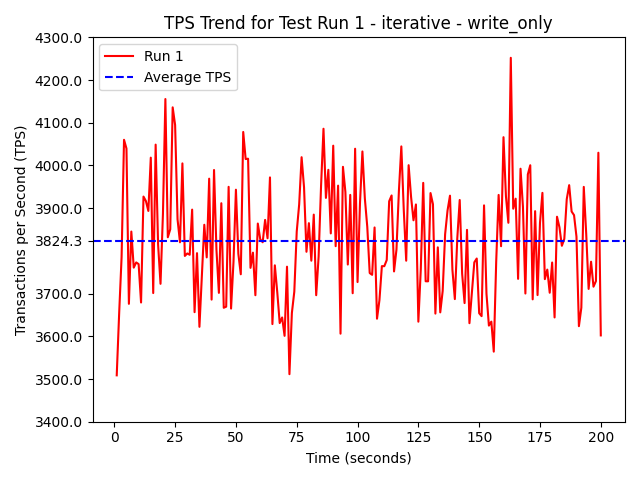 TPS Trend for Test Run 1 - iterative - write_only
Run 1
Average TPS
Transactions per Second (TPS)
4300.0
4200.0
4100.0
4000.0
3900.0
3824.3
3700.0
3600.0
3500.0
3400.0
0 25 50 75 100 125 150 175 200
Time (seconds)